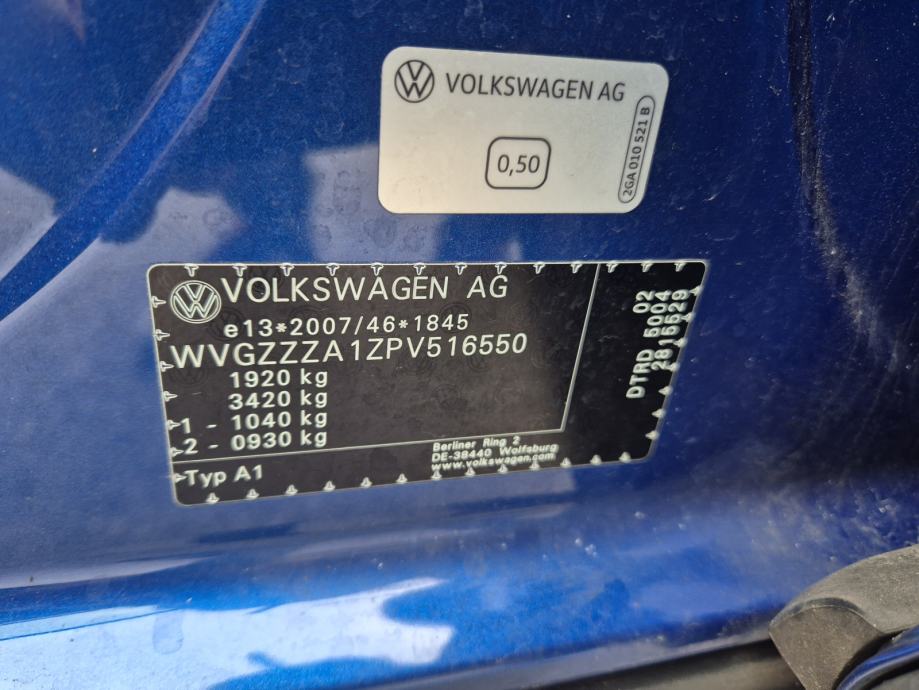 VOLKSWAGEN AG
0,50
2GA 010 521 B
VOLKSWAGEN AG
e13*2007/46*1845
WVGZZZA1ZPV516550
1920 kg
3420 kg
1 - 1040 kg
2 - 0930 kg
Typ A1
Berliner Ring 2
DE-38440 Wolfsburg
www.volkswagen.com
DTRD 5004 02
2815529